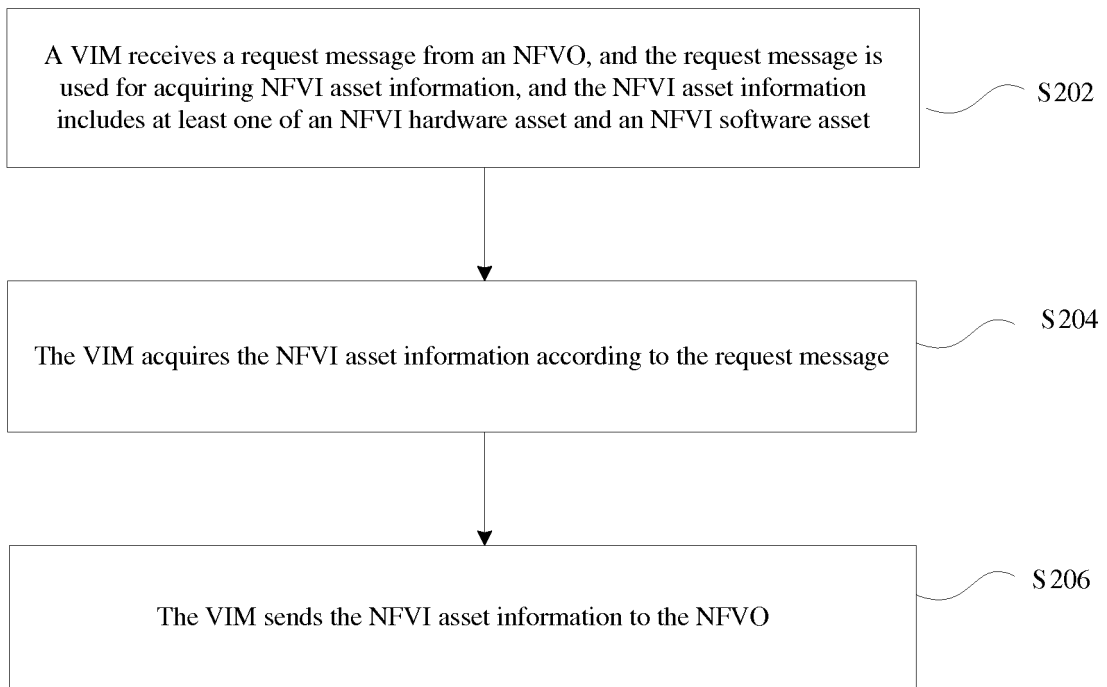 A VIM receives a request message from an NFVO, and the request message is
used for acquiring NFVI asset information, and the NFVI asset information
includes at least one of an NFVI hardware asset and an NFVI software asset
S202
The VIM acquires the NFVI asset information according to the request message
S204
The VIM sends the NFVI asset information to the NFVO
S206